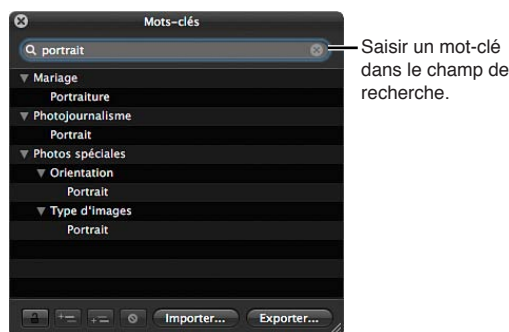 Mots-clés
portrait
Saisir un mot-clé
dans le champ de
recherche.
Mariage
Portraiture
Photojournalisme
Portrait
Photos spéciales
Orientation
Portrait
Type d'images
Portrait
Importer...
Exporter...